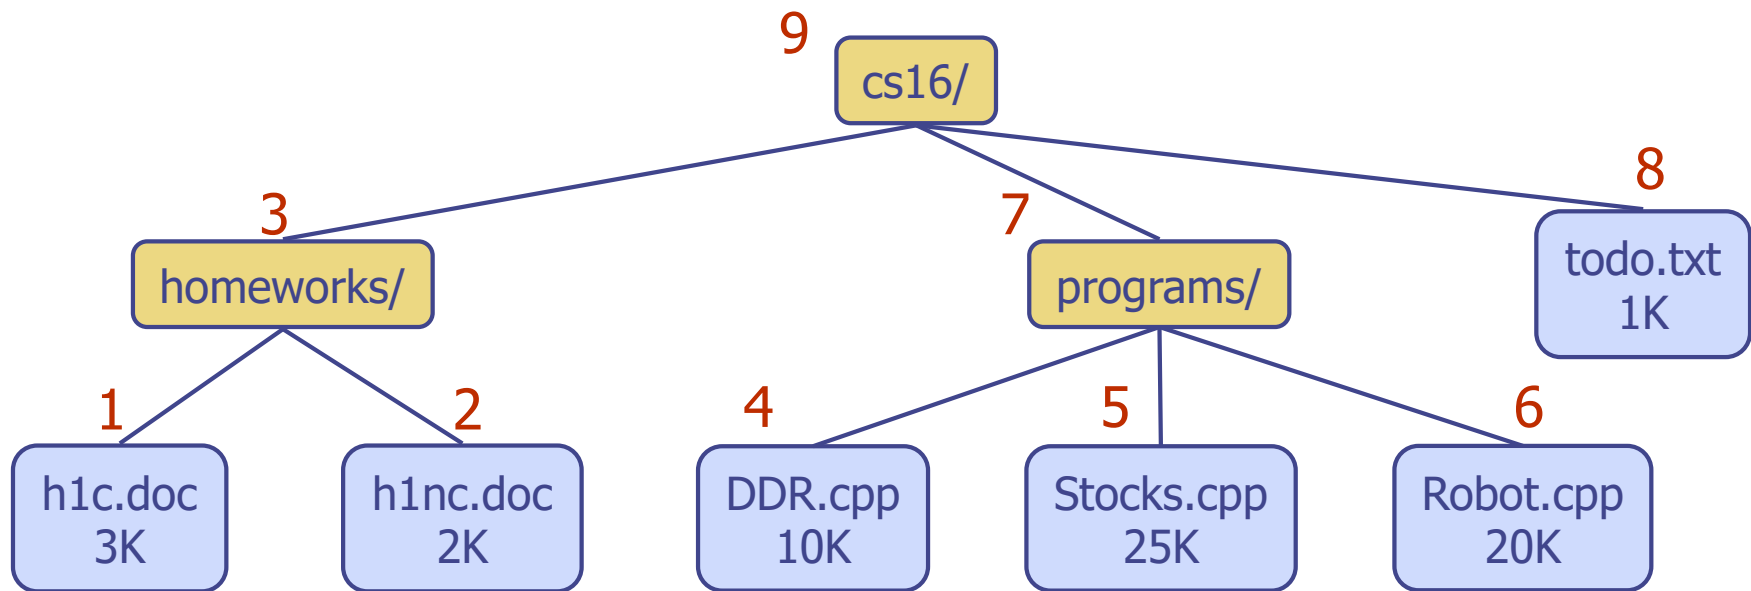 9
cs16/
8
3
7
todo.txt
1K
homeworks/
programs/
1
2
4
5
6
h1c.doc
3K
h1nc.doc
2K
DDR.cpp
10K
Stocks.cpp
25K
Robot.cpp
20K